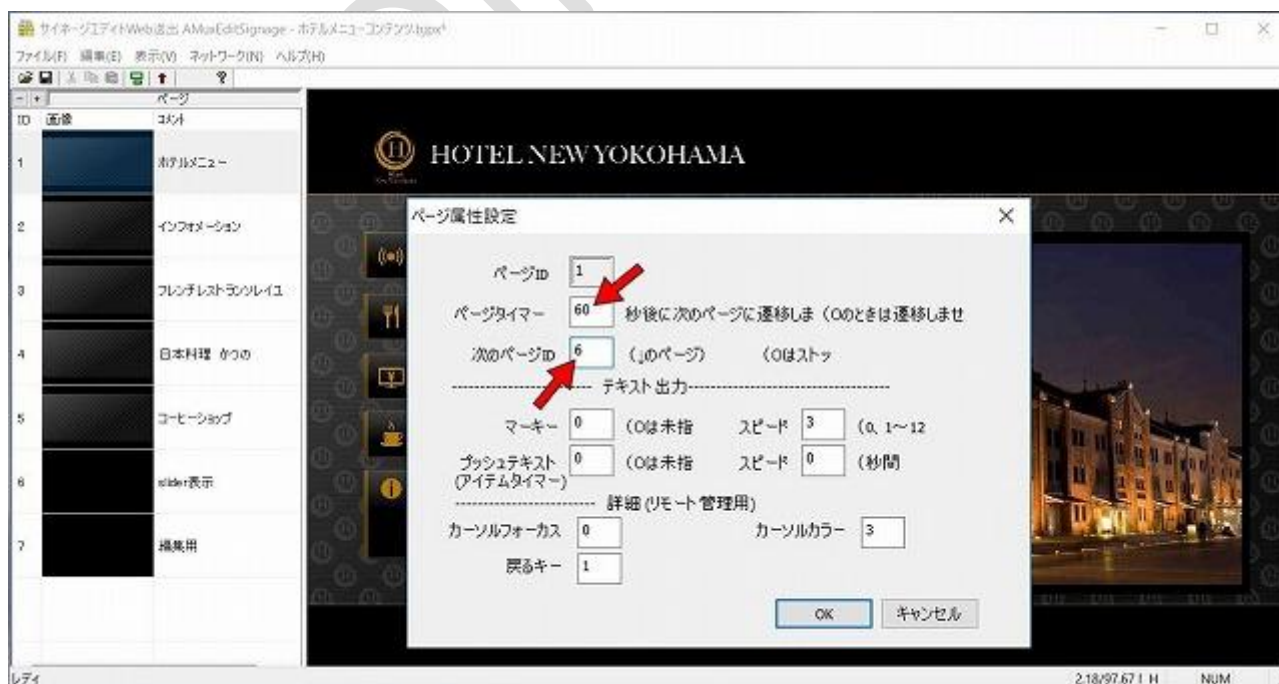 サイネージエディトWeb送出 AMuxEditSignage - ホテルメニューコンテンツ.typx*
ファイル(F) 編集(E) 表示(V) ネットワーク(N) ヘルプ(H)
?
- + ページ
ID 画像 コメント
1 ホテルメニュー
2 インフォメーション
3 フレンチレストランソレイユ
4 日本料理 かつの
5 コーヒーショップ
6 slider表示
7 編集用
HOTEL NEW YOKOHAMA
ページ属性設定
ページID 1
ページタイマー 60 秒後に次のページに遷移しま (0のときは遷移しませ
次のページID 6 (このページ) (0はストッ
テキスト出力
マーキー 0 (0は未指 スピード 3 (0, 1～12
プッシュテキスト 0 (0は未指 スピード 0 (秒間
(アイテムタイマー)
詳細(リモート管理用)
カーソルフォーカス 0 カーソルカラー 3
戻るキー 1
OK キャンセル
レディ 2.18/97.67 ! H NUM